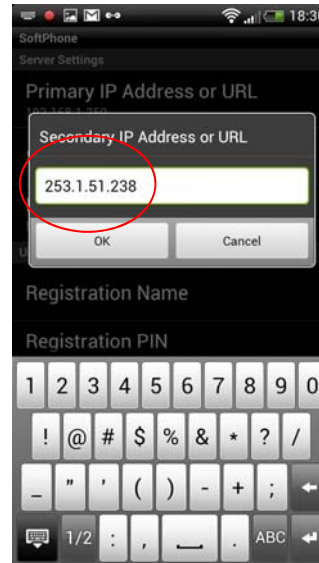 18:30
SoftPhone
Server Settings
Primary IP Address or URL
Secondary IP Address or URL
253.1.51.238
OK Cancel
Registration Name
Registration PIN
1 2 3 4 5 6 7 8 9 0
! @ # $ % & * ? /
_ " ' ( ) - + ; 
1/2 : , . ABC